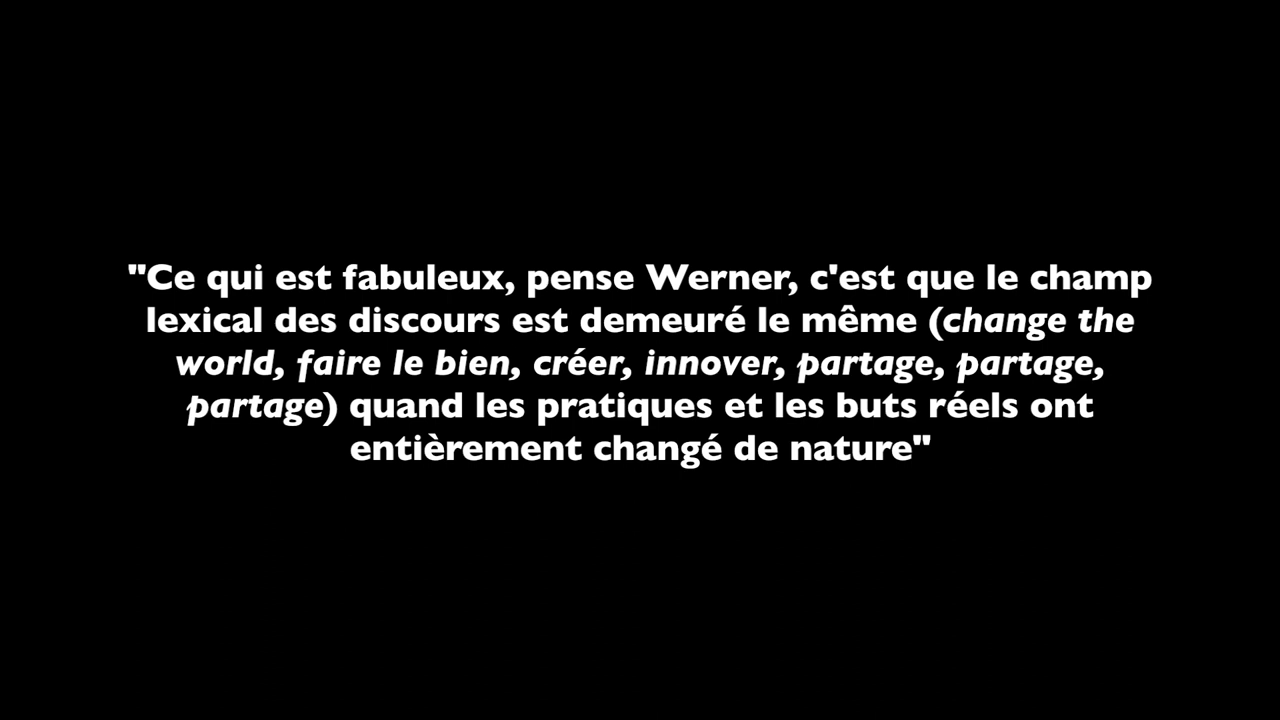 "Ce qui est fabuleux, pense Werner, c'est que le champ
lexical des discours est demeuré le même (change the
world, faire le bien, créer, innover, partage, partage,
partage) quand les pratiques et les buts réels ont
entièrement changé de nature"